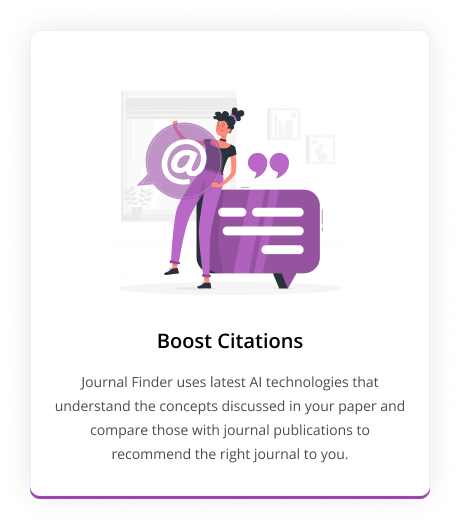 @
Boost Citations
Journal Finder uses latest AI technologies that
understand the concepts discussed in your paper and
compare those with journal publications to
recommend the right journal to you.